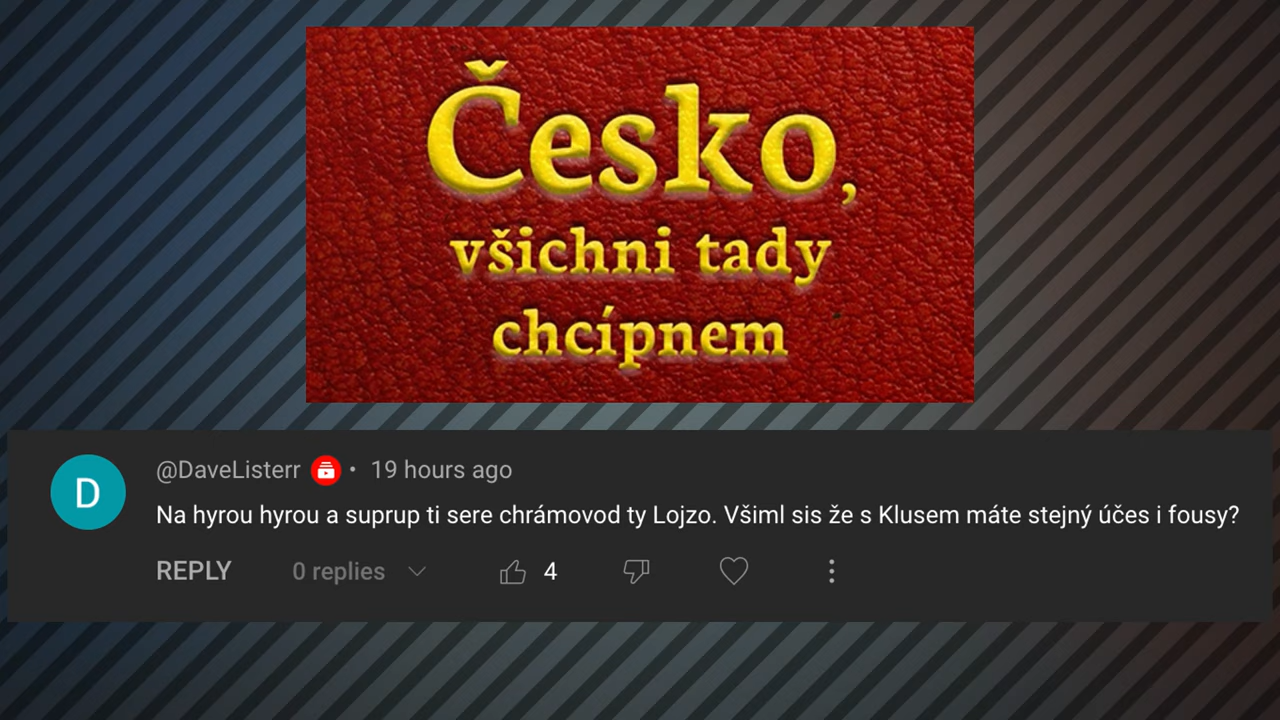 Česko,
všichni tady
chcípnem
D
@DaveListerr • 19 hours ago
Na hyrou hyrou a suprup ti sere chrámovod ty Lojzo. Všiml sis že s Klusem máte stejný účes i fousy?
REPLY 0 replies 4